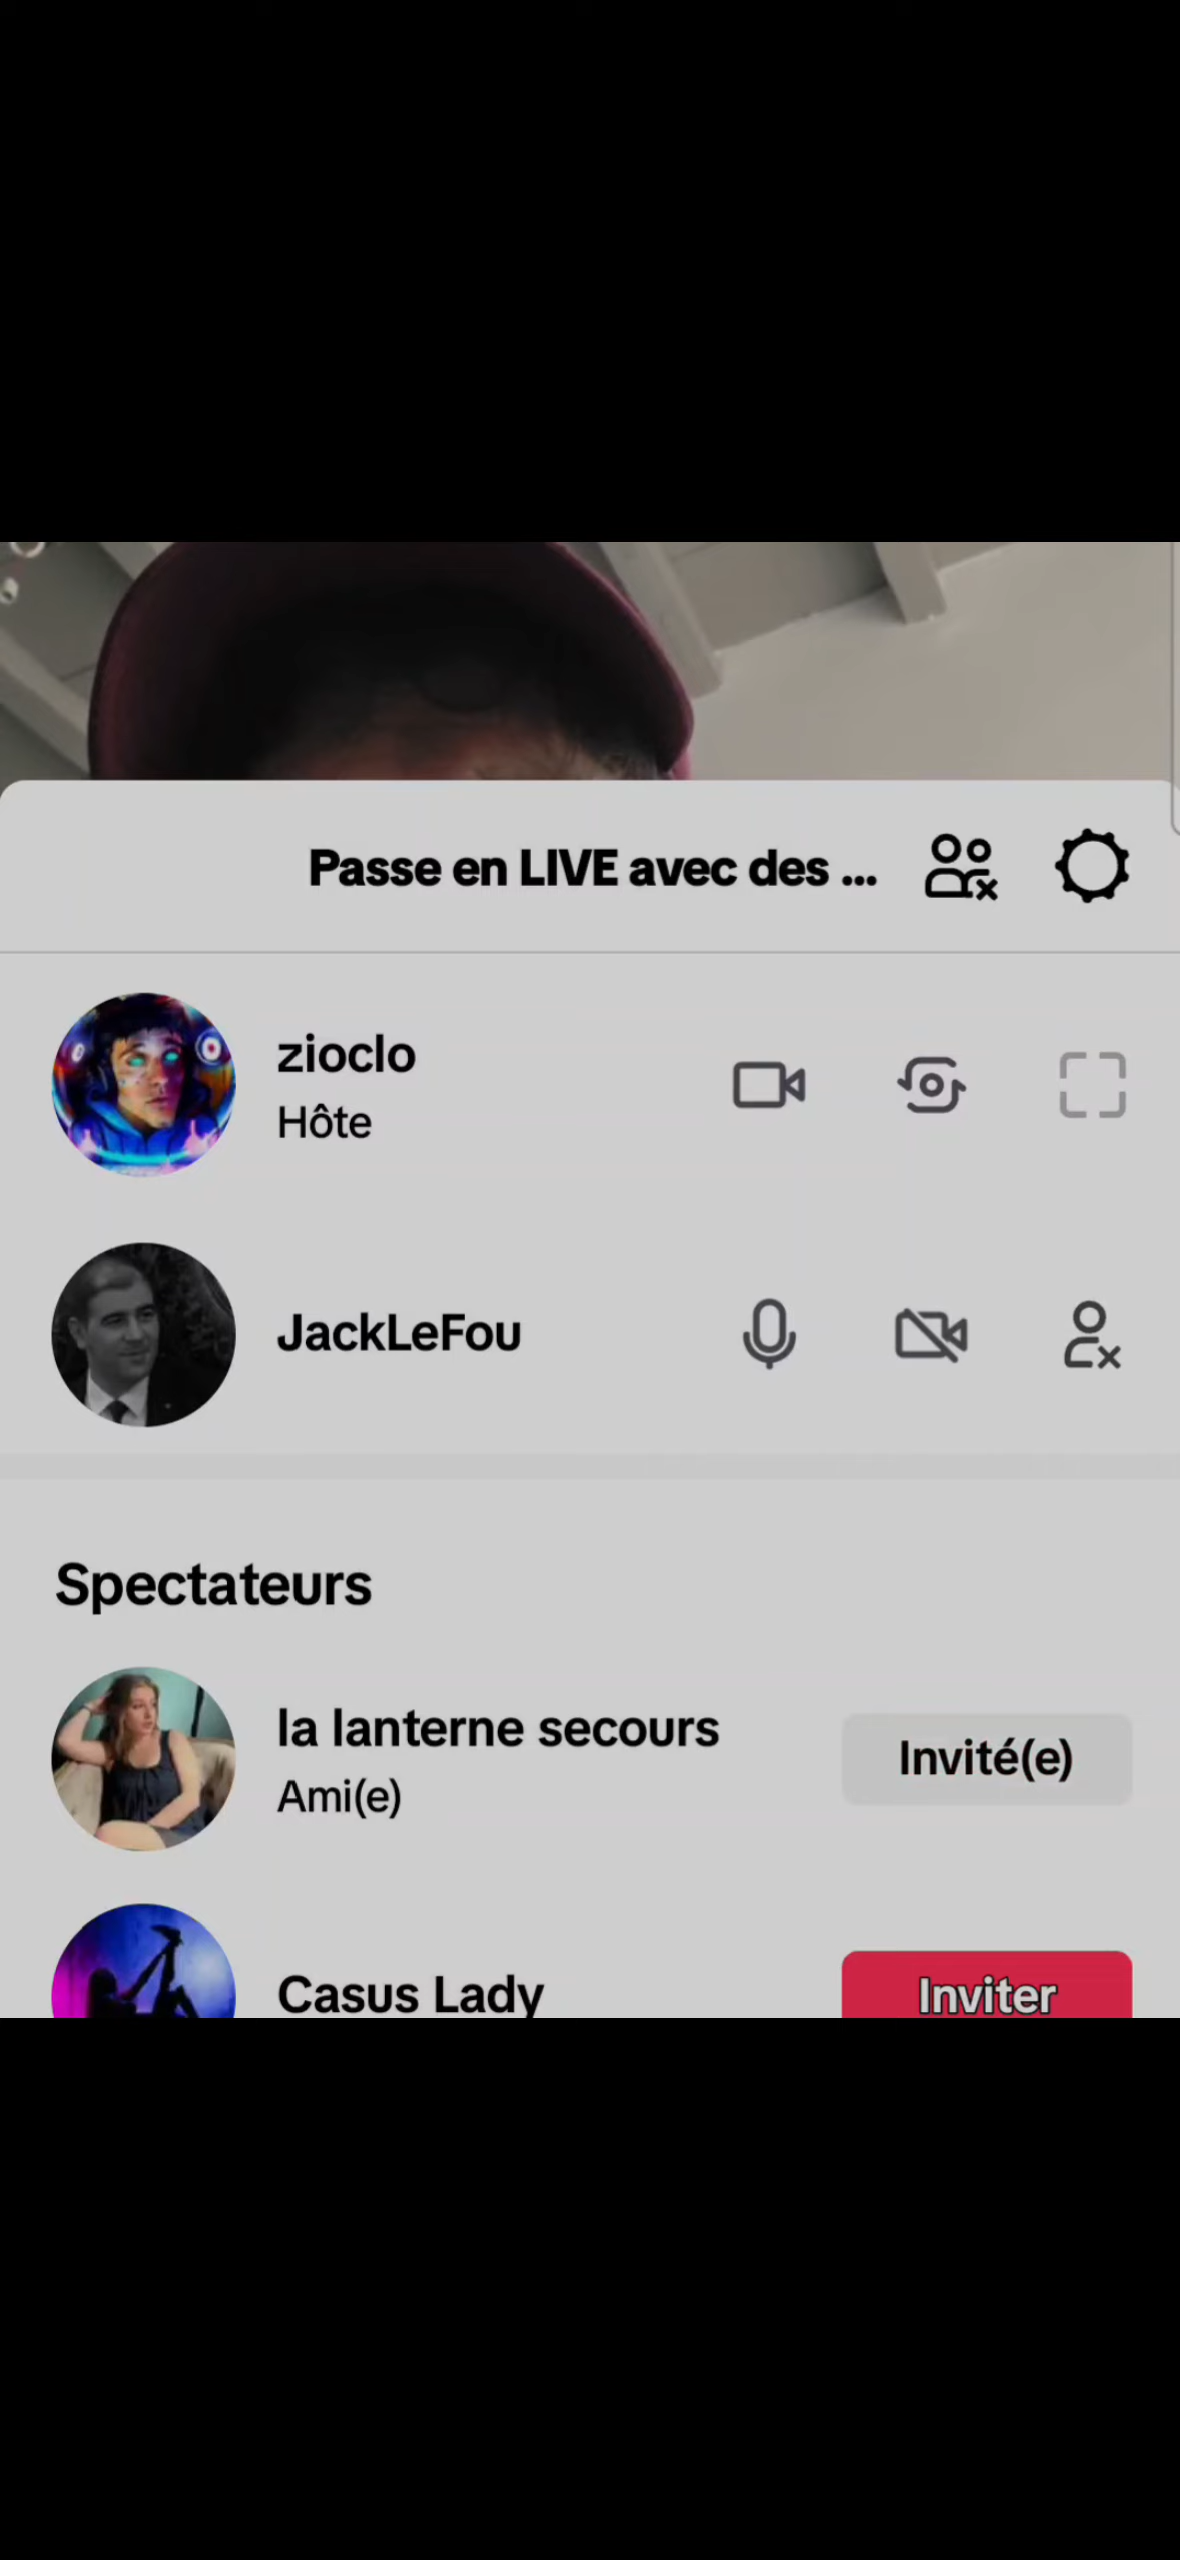 Passe en LIVE avec des ...
zioclo
Hôte
JackLeFou
Spectateurs
la lanterne secours
Ami(e)
Invité(e)
Casus Lady
Inviter